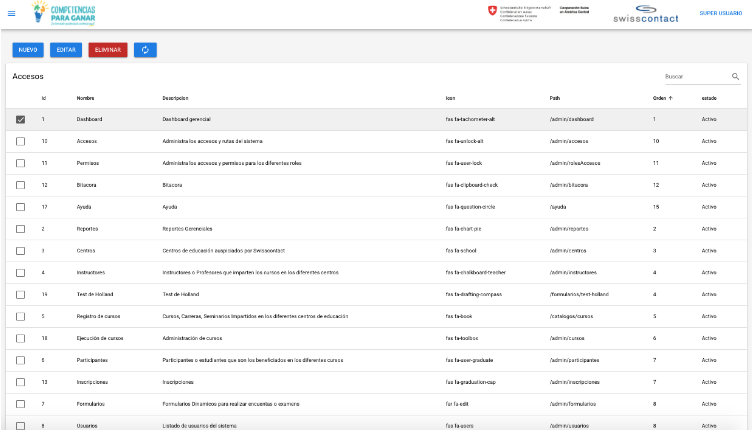 COMPETENCIAS
PARA GANAR
Cooperación Suiza
en América Central
swisscontact
SUPER USUARIO
NUEVO EDITAR ELIMINAR
Accesos
Buscar
Id Nombre Descripcion Icon Path Orden ↑ estado
1 Dashboard Dashboard gerencial fas fa-tachometer-alt /admin/dashboard 1 Activo
10 Accesos Administra los accesos y rutas del sistema fas fa-unlock-alt /admin/accesos 10 Activo
11 Permisos Administra los accesos y permisos para los diferentes roles fas fa-user-lock /admin/rolesAccesos 11 Activo
12 Bitacora Bitacora fas fa-clipboard-check /admin/bitacora 12 Activo
17 Ayuda Ayuda fas fa-question-circle /ayuda 15 Activo
2 Reportes Reportes Gerenciales fas fa-chart-pie /admin/reportes 2 Activo
3 Centros Centros de educación auspiciados por Swisscontact fas fa-school /admin/centros 3 Activo
4 Instructores Instructores o Profesores que imparten los cursos en los diferentes centros fas fa-chalkboard-teacher /admin/instructores 4 Activo
19 Test de Holland Test de Holland fas fa-drafting-compass /formularios/test-holland 4 Activo
5 Registro de cursos Cursos, Carreras, Seminarios impartidos en los diferentes centros de educación fas fa-book /catalogos/cursos 5 Activo
18 Ejecución de cursos Administración de cursos fas fa-toolbox /admin/cursos 6 Activo
6 Participantes Participantes o estudiantes que son los beneficiados en los diferentes cursos fas fa-user-graduate /admin/participantes 7 Activo
13 Inscripciones Inscripciones fas fa-graduation-cap /admin/inscripciones 7 Activo
7 Formularios Formularios Dinamicos para realizar encuestas o examens far fa-edit /admin/formularios 8 Activo
8 Usuarios Listado de usuarios del sistema fas fa-users /admin/usuarios 8 Activo